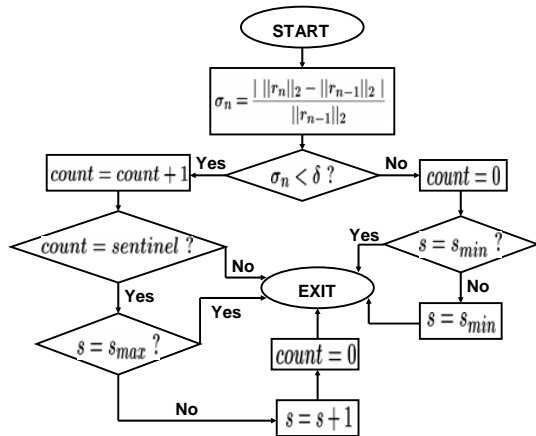 START
σ_n = | ||r_n||_2 − ||r_{n−1}||_2 | / ||r_{n−1}||_2
Yes
No
count = count + 1
σ_n < δ ?
count = 0
count = sentinel ?
Yes
s = s_min ?
No
EXIT
No
Yes
Yes
s = s_max ?
s = s_min
count = 0
No
s = s + 1